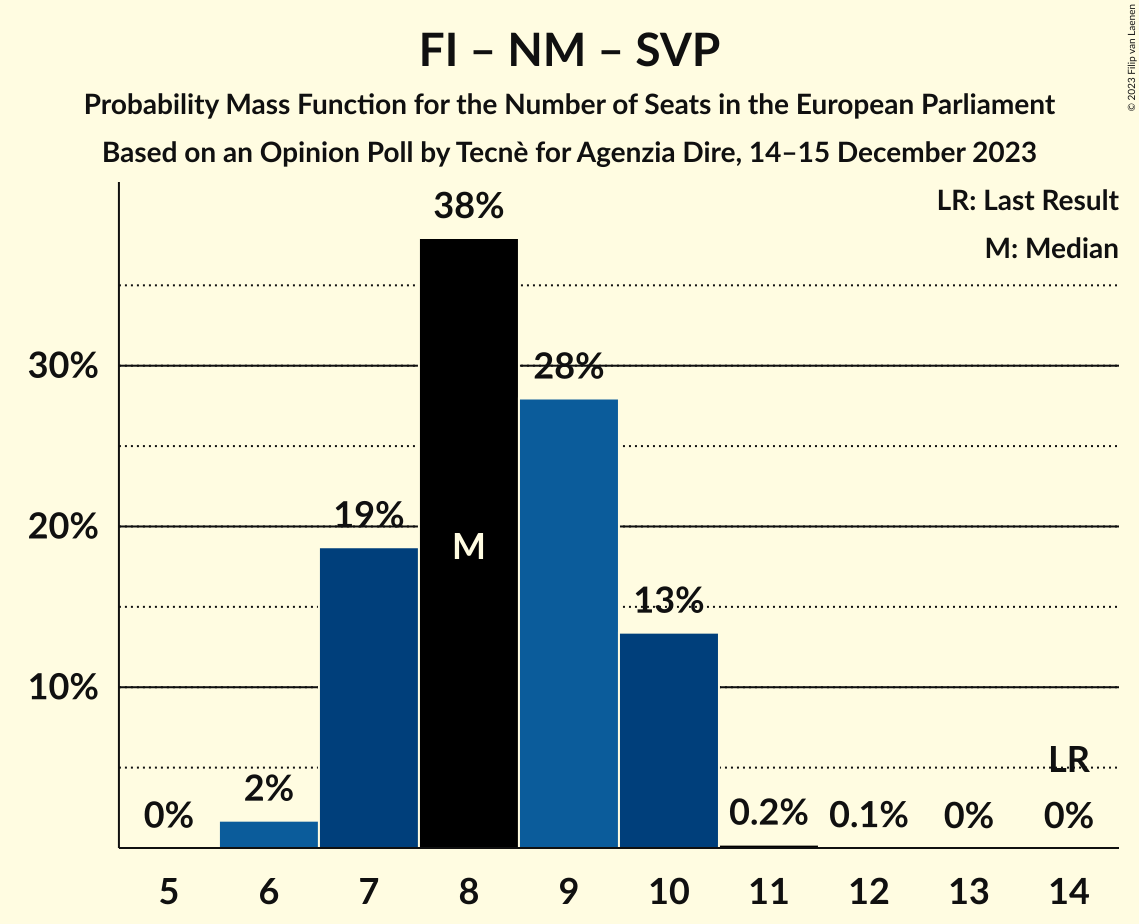 FI – NM – SVP
Probability Mass Function for the Number of Seats in the European Parliament
Based on an Opinion Poll by Tecnè for Agenzia Dire, 14–15 December 2023
© 2023 Filip van Laenen
LR: Last Result
M: Median
38%
30%
28%
20%
19%
M
13%
10%
LR
0%
2%
0.2%
0.1%
0%
0%
5 6 7 8 9 10 11 12 13 14